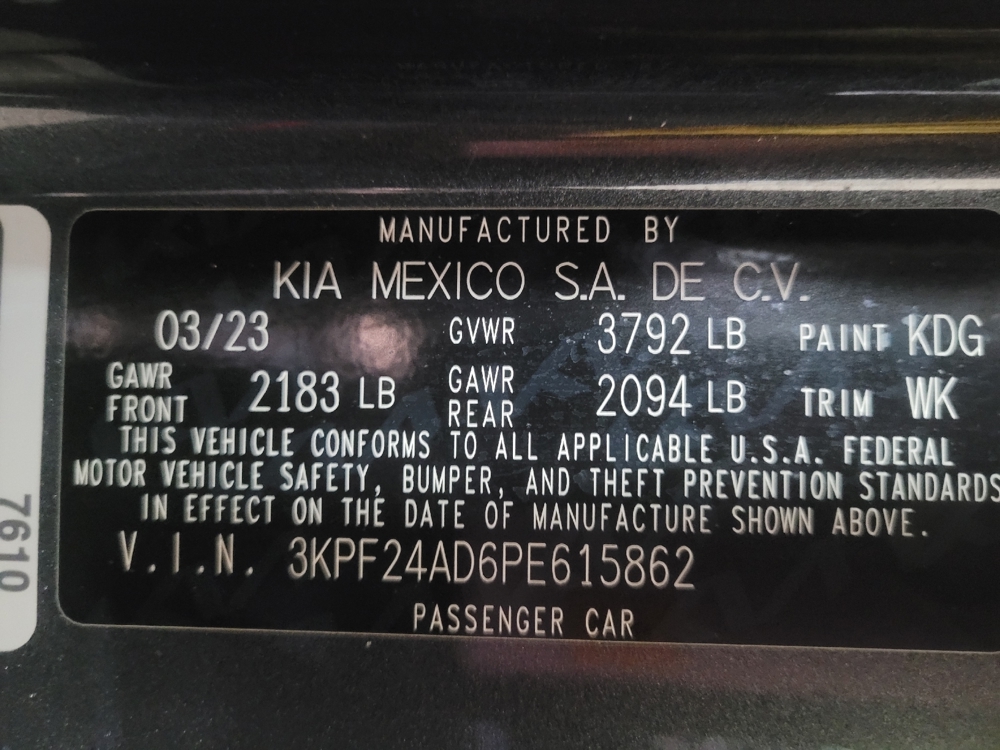 MANUFACTURED BY
KIA MEXICO S.A. DE C.V.
03/23 GVWR 3792 LB PAINT KDG
GAWR FRONT 2183 LB GAWR REAR 2094 LB TRIM WK
THIS VEHICLE CONFORMS TO ALL APPLICABLE U.S.A. FEDERAL
MOTOR VEHICLE SAFETY, BUMPER, AND THEFT PREVENTION STANDARDS
IN EFFECT ON THE DATE OF MANUFACTURE SHOWN ABOVE.
V.I.N. 3KPF24AD6PE615862
PASSENGER CAR
7610